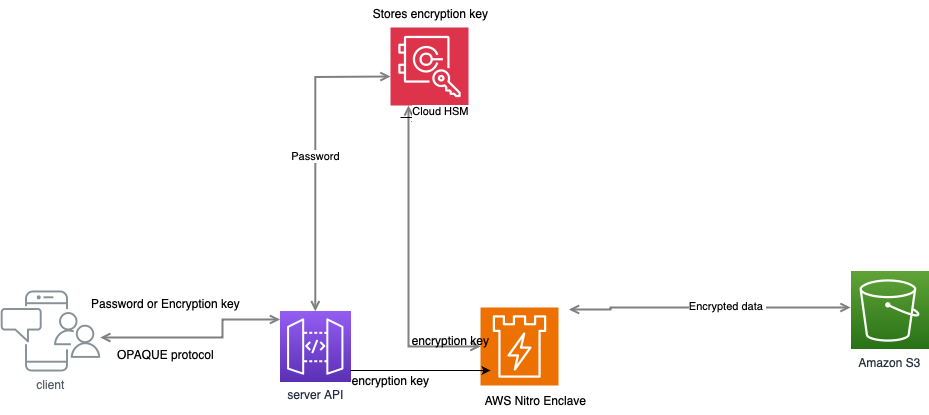 Stores encryption key
Cloud HSM
Password
Password or Encryption key
OPAQUE protocol
client
</>
server API
encryption key
encryption key
AWS Nitro Enclave
Encrypted data
Amazon S3